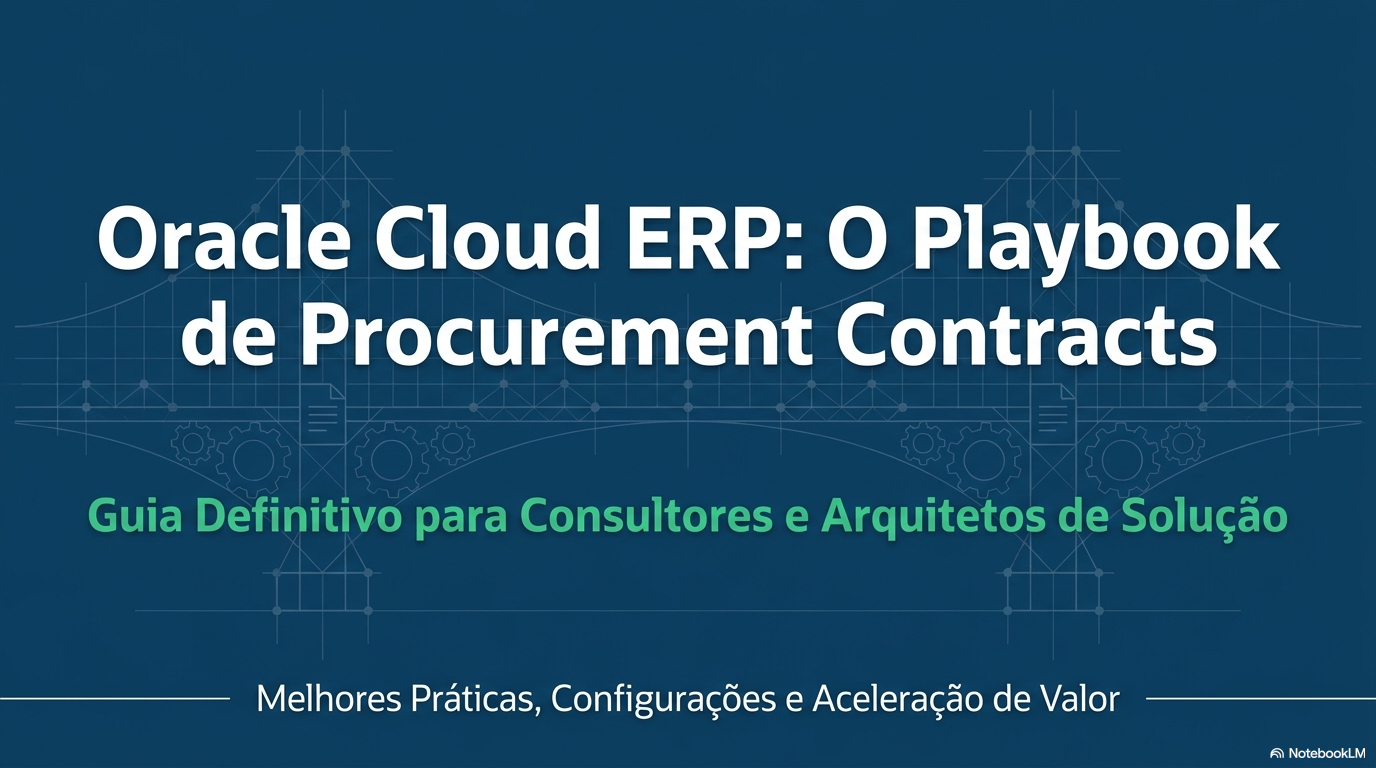 Oracle Cloud ERP: O Playbook
de Procurement Contracts
Guia Definitivo para Consultores e Arquitetos de Solução
Melhores Práticas, Configurações e Aceleração de Valor
NotebookLM